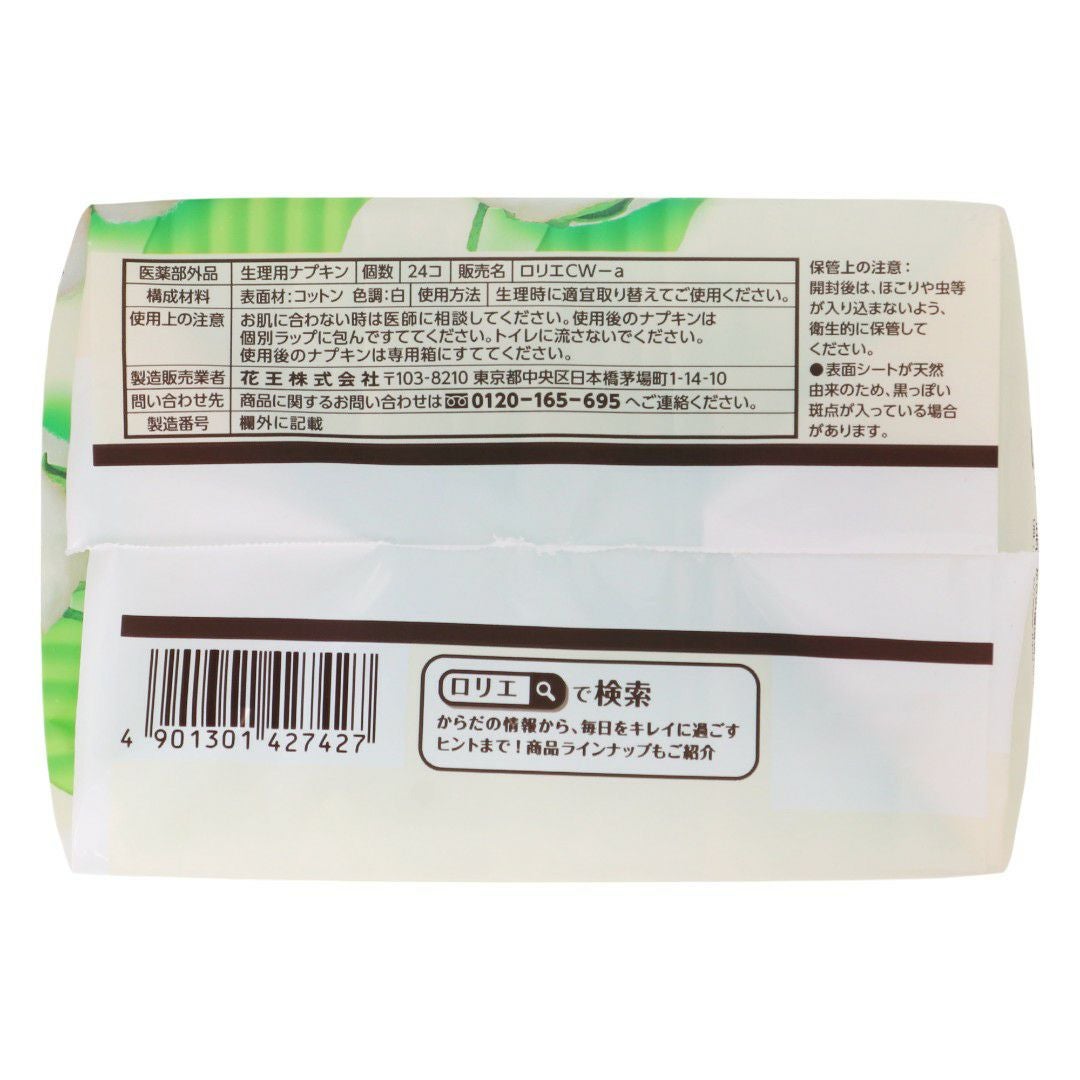 医薬部外品 生理用ナプキン 個数 24コ 販売名 ロリエCW-a
構成材料 表面材:コットン 色調:白 使用方法 生理時に適宜取り替えてご使用ください。
使用上の注意 お肌に合わない時は医師に相談してください。使用後のナプキンは
個別ラップに包んですててください。トイレに流さないでください。
使用後のナプキンは専用箱にすててください。
製造販売業者 花王株式会社 〒103-8210 東京都中央区日本橋茅場町1-14-10
問い合わせ先 商品に関するお問い合わせは 0120-165-695 へご連絡ください。
製造番号 欄外に記載
保管上の注意:
開封後は、ほこりや虫等
が入り込まないよう、
衛生的に保管して
ください。
●表面シートが天然
由来のため、黒っぽい
斑点が入っている場合
があります。
4 901301 427427
ロリエ で検索
からだの情報から、毎日をキレイに過ごす
ヒントまで!商品ラインナップもご紹介